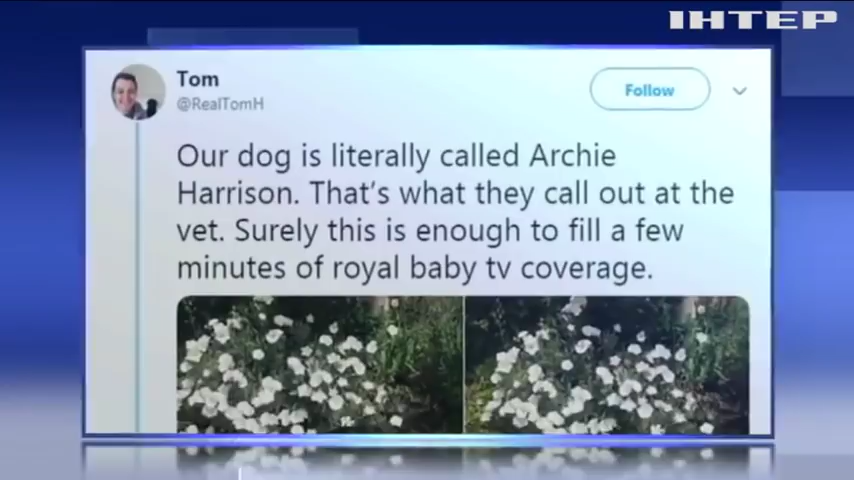 ІНТЕР
Tom
@RealTomH
Follow
Our dog is literally called Archie
Harrison. That's what they call out at the
vet. Surely this is enough to fill a few
minutes of royal baby tv coverage.